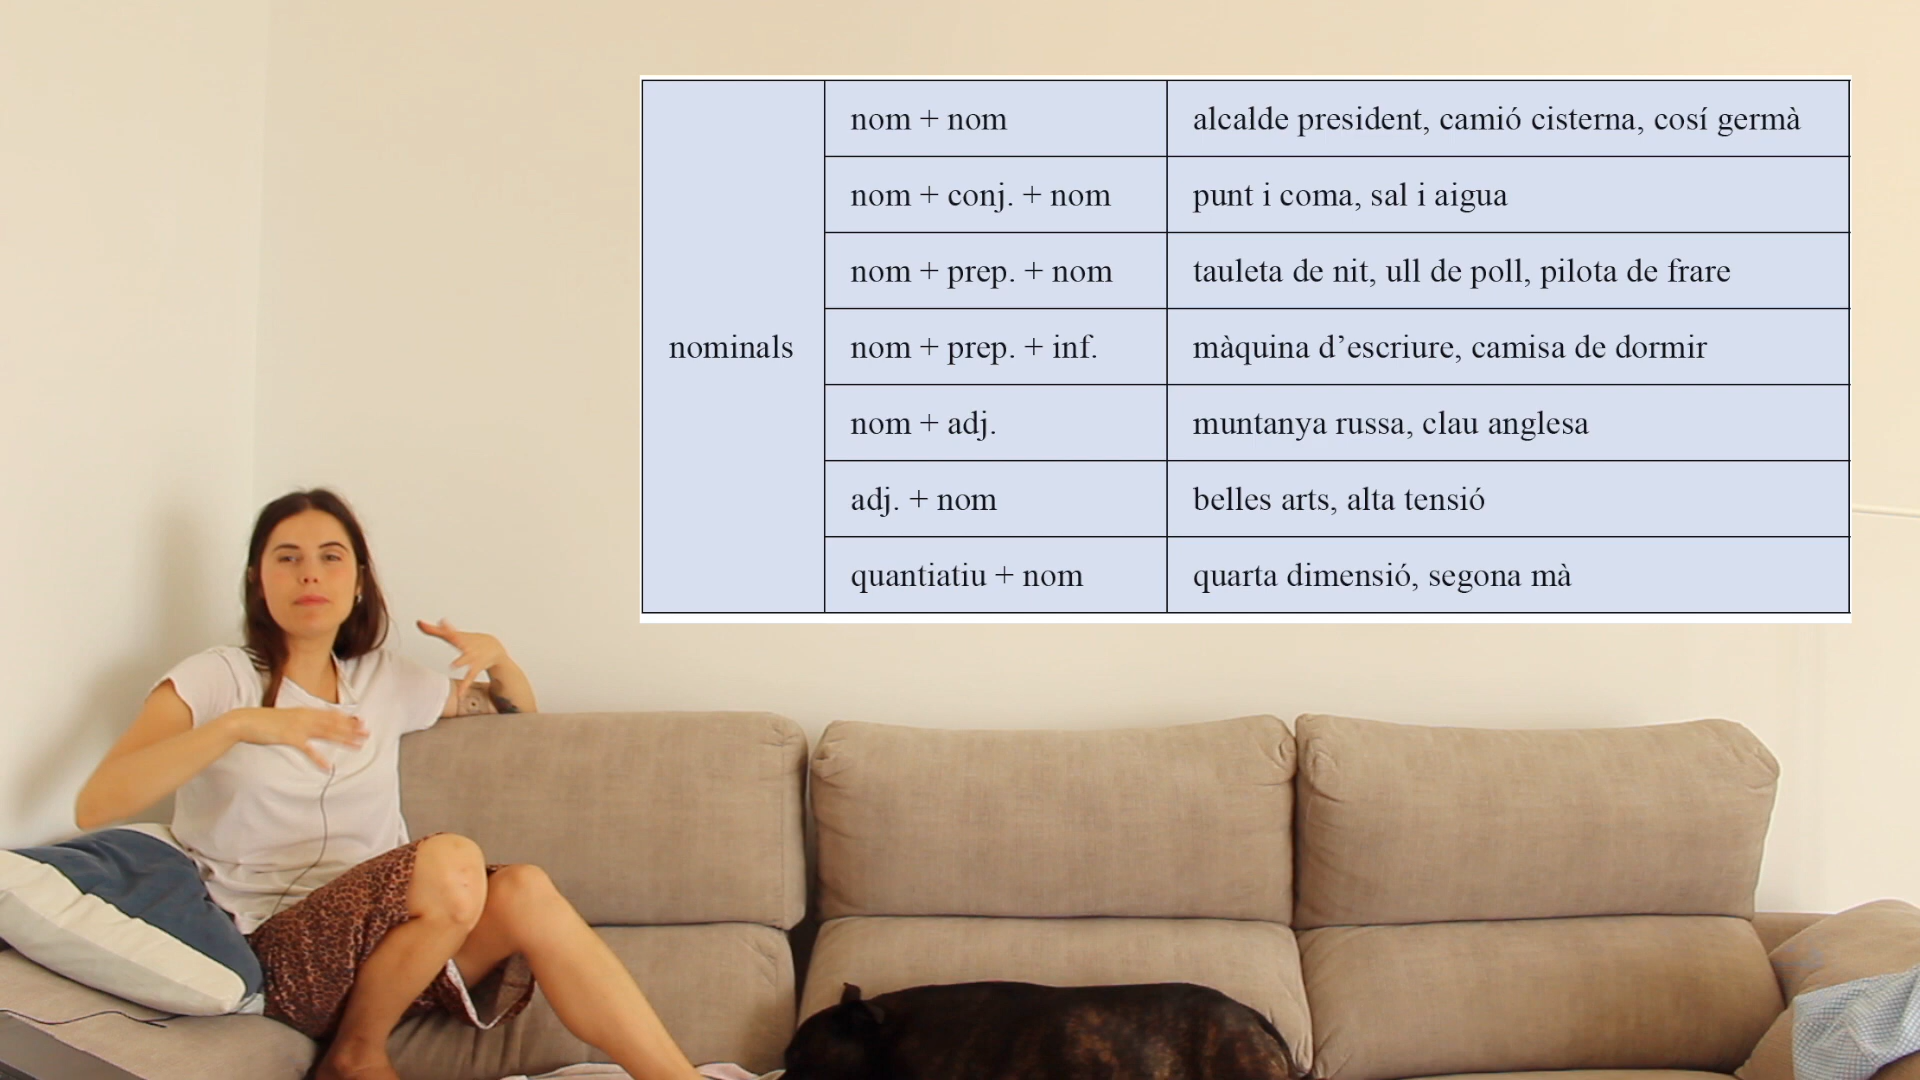 nominals
nom + nom
alcalde president, camió cisterna, cosí germà
nom + conj. + nom
punt i coma, sal i aigua
nom + prep. + nom
tauleta de nit, ull de poll, pilota de frare
nom + prep. + inf.
màquina d’escriure, camisa de dormir
nom + adj.
muntanya russa, clau anglesa
adj. + nom
belles arts, alta tensió
quantiatiu + nom
quarta dimensió, segona mà